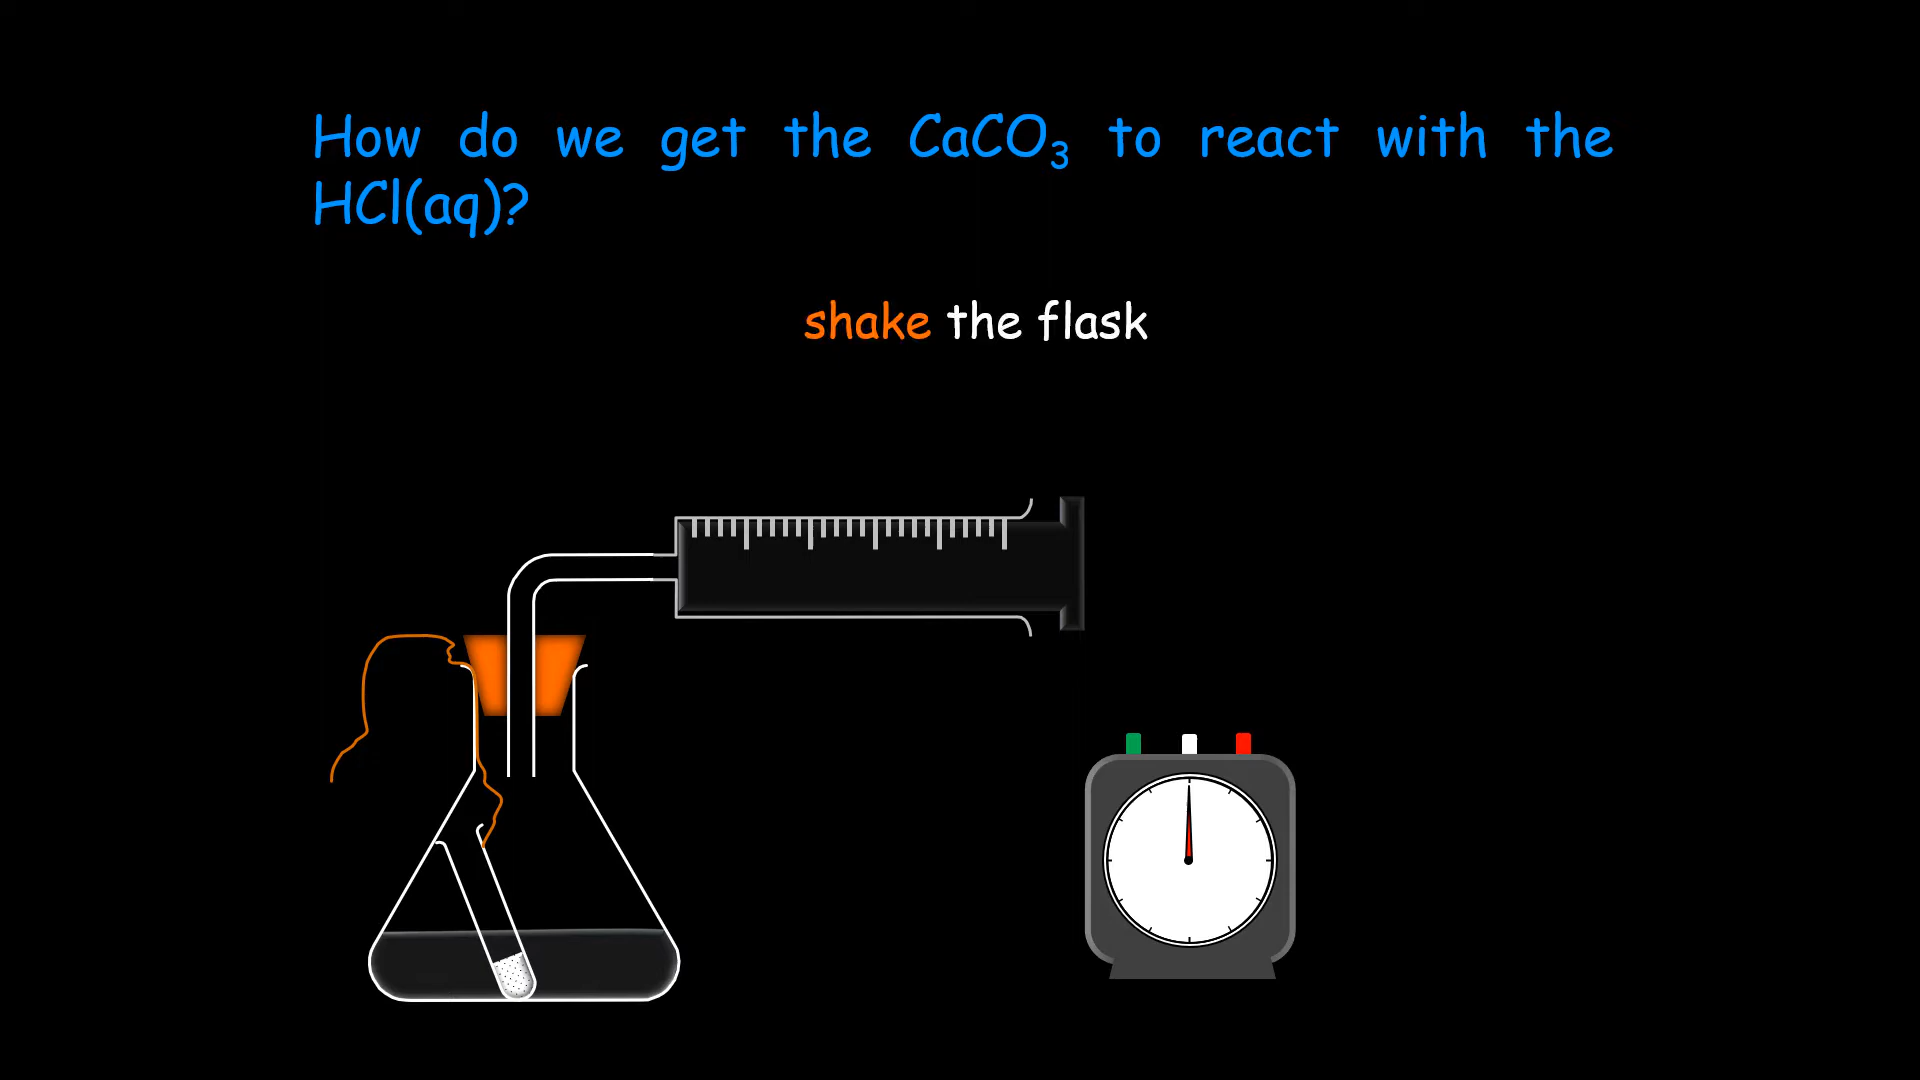 How do we get the CaCO₃ to react with the
HCl(aq)?
shake the flask